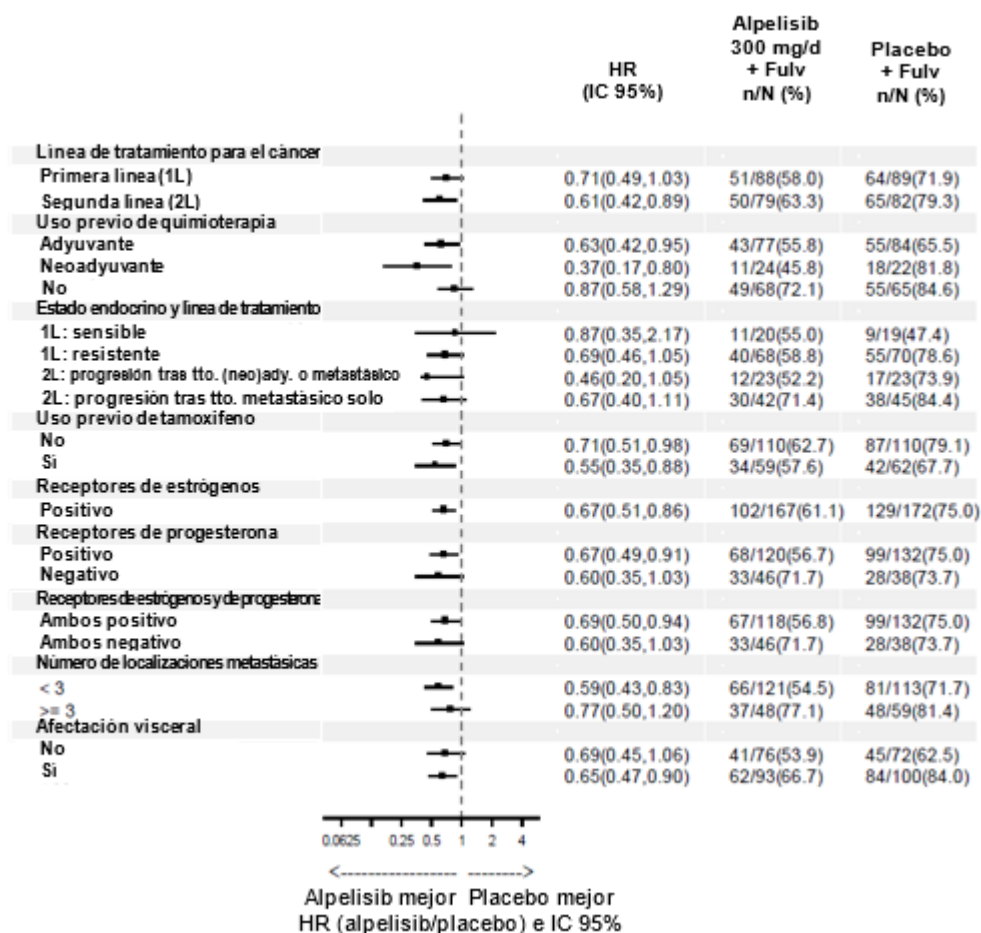 HR
(IC 95%)
Alpelisib
300 mg/d
+ Fulv
n/N (%)
Placebo
+ Fulv
n/N (%)
Linea de tratamiento para el cáncer
Primera linea (1L) 0.71(0.49,1.03) 51/88(58.0) 64/89(71.9)
Segunda linea (2L) 0.61(0.42,0.89) 50/79(63.3) 65/82(79.3)
Uso previo de quimioterapia
Adyuvante 0.63(0.42,0.95) 43/77(55.8) 55/84(65.5)
Neoadyuvante 0.37(0.17,0.80) 11/24(45.8) 18/22(81.8)
No 0.87(0.58,1.29) 49/68(72.1) 55/65(84.6)
Estado endocrino y linea de tratamiento
1L: sensible 0.87(0.35,2.17) 11/20(55.0) 9/19(47.4)
1L: resistente 0.69(0.46,1.05) 40/68(58.8) 55/70(78.6)
2L: progresión tras tto. (neo)ady. o metastásico 0.46(0.20,1.05) 12/23(52.2) 17/23(73.9)
2L: progresión tras tto. metastásico solo 0.67(0.40,1.11) 30/42(71.4) 38/45(84.4)
Uso previo de tamoxifeno
No 0.71(0.51,0.98) 69/110(62.7) 87/110(79.1)
Si 0.55(0.35,0.88) 34/59(57.6) 42/62(67.7)
Receptores de estrógenos
Positivo 0.67(0.51,0.86) 102/167(61.1) 129/172(75.0)
Receptores de progesterona
Positivo 0.67(0.49,0.91) 68/120(56.7) 99/132(75.0)
Negativo 0.60(0.35,1.03) 33/46(71.7) 28/38(73.7)
Receptores de estrógenos y de progesterona
Ambos positivo 0.69(0.50,0.94) 67/118(56.8) 99/132(75.0)
Ambos negativo 0.60(0.35,1.03) 33/46(71.7) 28/38(73.7)
Número de localizaciones metastásicas
< 3 0.59(0.43,0.83) 66/121(54.5) 81/113(71.7)
>= 3 0.77(0.50,1.20) 37/48(77.1) 48/59(81.4)
Afectación visceral
No 0.69(0.45,1.06) 41/76(53.9) 45/72(62.5)
Si 0.65(0.47,0.90) 62/93(66.7) 84/100(84.0)
0.0625 0.25 0.5 1 2 4
<------------------- --------->
Alpelisib mejor Placebo mejor
HR (alpelisib/placebo) e IC 95%